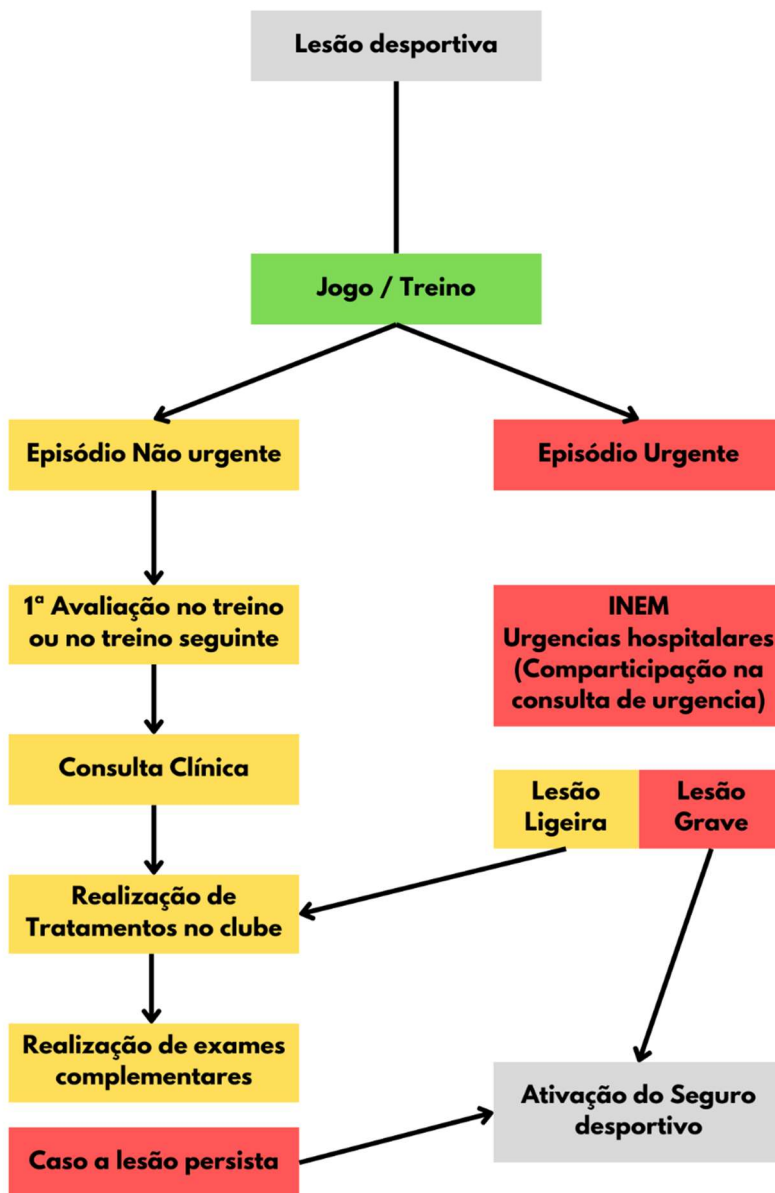 Lesão desportiva
Jogo / Treino
Episódio Não urgente
Episódio Urgente
1ª Avaliação no treino
ou no treino seguinte
INEM
Urgencias hospitalares
(Comparticipação na
consulta de urgencia)
Consulta Clínica
Lesão
Ligeira
Lesão
Grave
Realização de
Tratamentos no clube
Realização de exames
complementares
Ativação do Seguro
desportivo
Caso a lesão persista